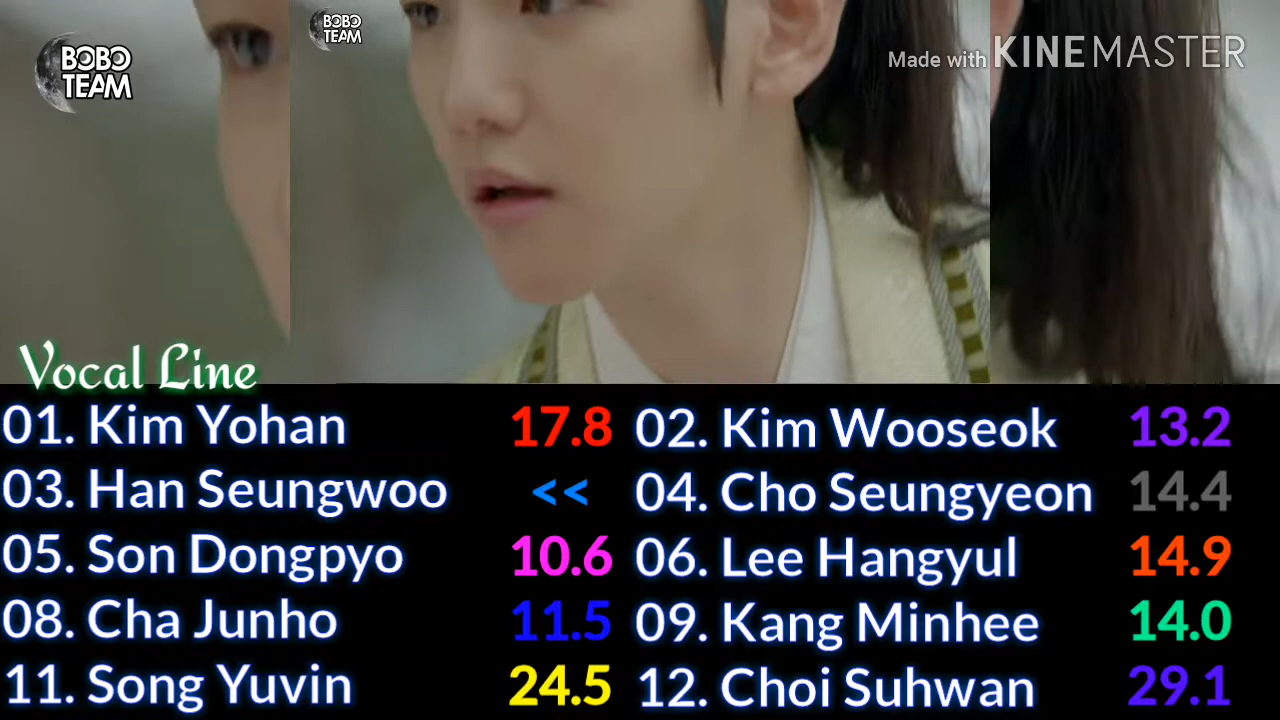 BOBO
TEAM
BOBO
TEAM
Made with KINEMASTER
Vocal Line
01. Kim Yohan 17.8 02. Kim Wooseok 13.2
03. Han Seungwoo << 04. Cho Seungyeon 14.4
05. Son Dongpyo 10.6 06. Lee Hangyul 14.9
08. Cha Junho 11.5 09. Kang Minhee 14.0
11. Song Yuvin 24.5 12. Choi Suhwan 29.1